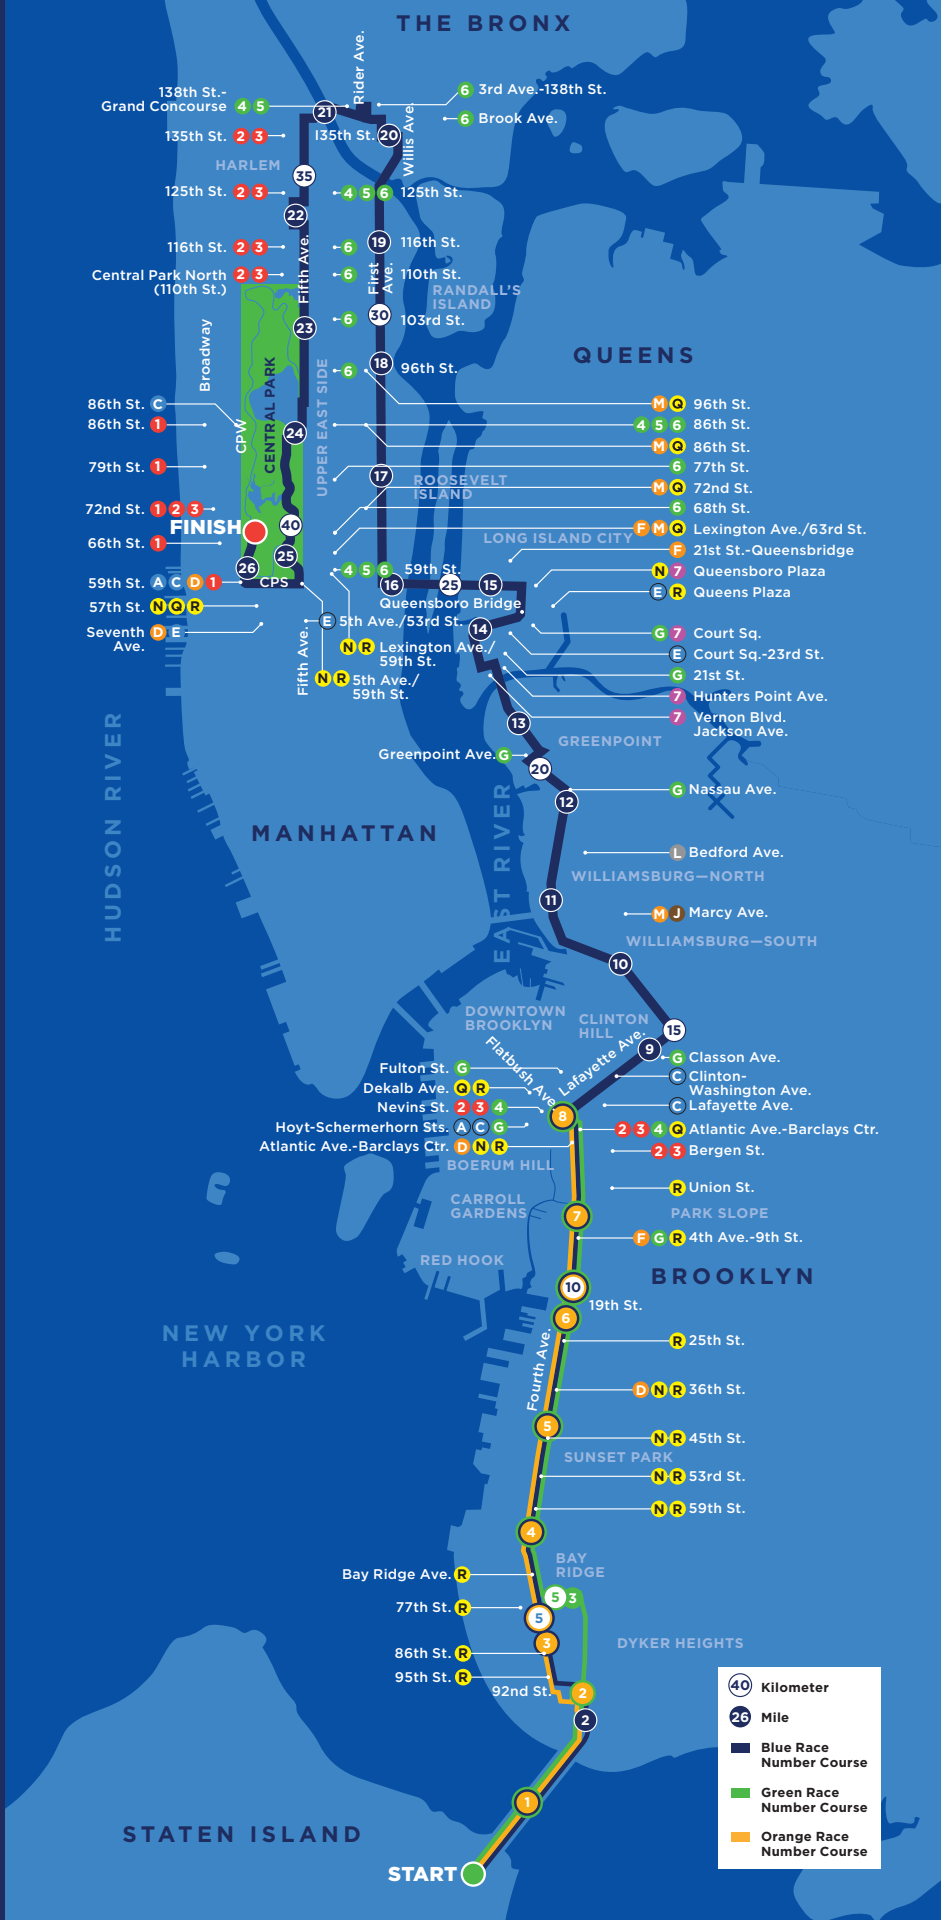 THE BRONX
Rider Ave.
138th St.-
Grand Concourse 4 5
6 3rd Ave.-138th St.
21
6 Brook Ave.
135th St. 2 3
135th St.
20
Willis Ave.
HARLEM
35
125th St. 2 3
4 5 6 125th St.
22
116th St. 2 3
6
19
116th St.
Fifth Ave.
First
Ave.
Central Park North
(110th St.)
2 3
6
110th St.
RANDALL'S
ISLAND
30
6
103rd St.
23
Broadway
QUEENS
18
6
96th St.
UPPER EAST SIDE
CENTRAL PARK
CPW
86th St. C
M Q 96th St.
86th St. 1
4 5 6 86th St.
24
M Q 86th St.
79th St. 1
6 77th St.
17
ROOSEVELT
ISLAND
M Q 72nd St.
72nd St. 1 2 3
6 68th St.
FINISH
40
F M Q Lexington Ave./63rd St.
LONG ISLAND CITY
66th St. 1
F 21st St.-Queensbridge
25
26
4 5 6 59th St.
N 7 Queensboro Plaza
59th St. A C D 1
CPS
16
25
15
E R Queens Plaza
57th St. N Q R
Queensboro Bridge
E 5th Ave./53rd St.
14
Seventh
Ave.
D E
G 7 Court Sq.
N R Lexington Ave./
59th St.
E Court Sq.-23rd St.
Fifth Ave.
N R 5th Ave./
59th St.
G 21st St.
7 Hunters Point Ave.
7 Vernon Blvd.
Jackson Ave.
13
GREENPOINT
Greenpoint Ave. G
20
HUDSON RIVER
12
G Nassau Ave.
MANHATTAN
EAST RIVER
L Bedford Ave.
WILLIAMSBURG—NORTH
11
M J Marcy Ave.
WILLIAMSBURG—SOUTH
10
DOWNTOWN
BROOKLYN
CLINTON
HILL
15
9
Flatbush Ave.
Lafayette Ave.
G Classon Ave.
Fulton St. G
C Clinton-
Washington Ave.
Dekalb Ave. Q R
C Lafayette Ave.
Nevins St. 2 3 4
8
Hoyt-Schermerhorn Sts. A C G
2 3 4 Q Atlantic Ave.-Barclays Ctr.
Atlantic Ave.-Barclays Ctr. D N R
2 3 Bergen St.
BOERUM HILL
R Union St.
CARROLL
GARDENS
7
PARK SLOPE
F G R 4th Ave.-9th St.
RED HOOK
BROOKLYN
10
19th St.
6
NEW YORK
HARBOR
R 25th St.
Fourth Ave.
D N R 36th St.
5
N R 45th St.
SUNSET PARK
N R 53rd St.
N R 59th St.
4
BAY
RIDGE
Bay Ridge Ave. R
5 3
77th St. R
5
3
DYKER HEIGHTS
86th St. R
95th St. R
92nd St.
2
2
40 Kilometer
26 Mile
Blue Race
Number Course
Green Race
Number Course
Orange Race
Number Course
1
STATEN ISLAND
START